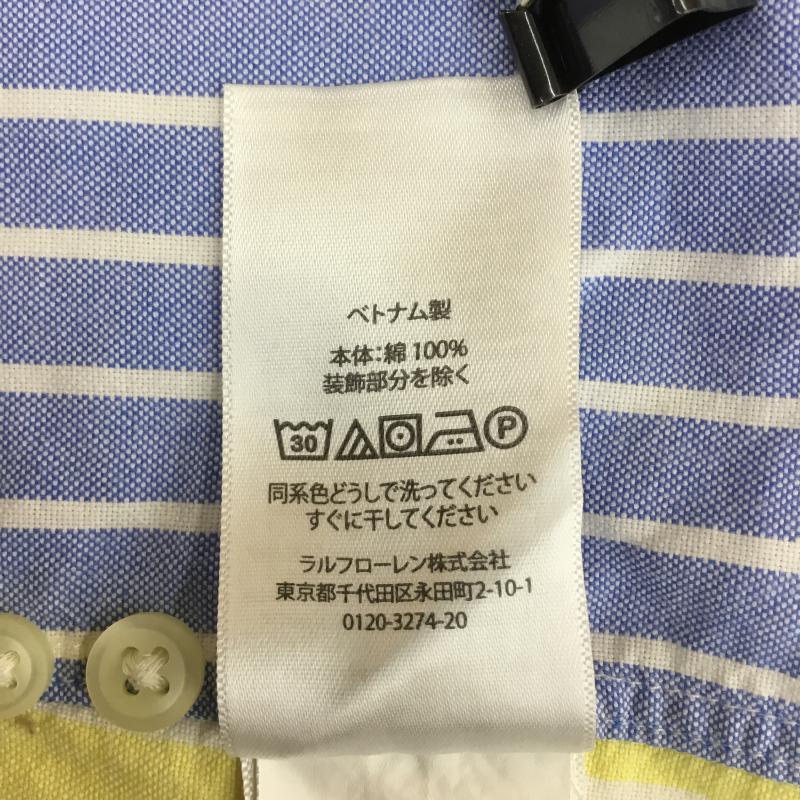 ベトナム製
本体:綿 100%
装飾部分を除く
30 P
同系色どうしで洗ってください
すぐに干してください
ラルフローレン株式会社
東京都千代田区永田町2-10-1
0120-3274-20